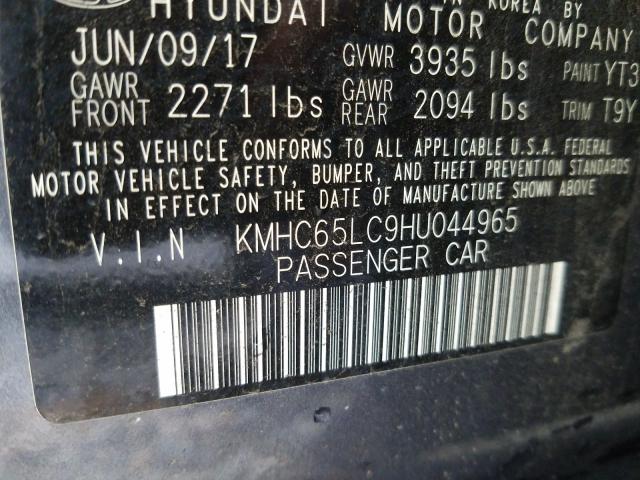 KOREA BY
HYUNDAI MOTOR COMPANY
JUN/09/17 GVWR 3935 lbs PAINT YT3
GAWR FRONT 2271 lbs GAWR REAR 2094 lbs TRIM T9Y
THIS VEHICLE CONFORMS TO ALL APPLICABLE U.S.A. FEDERAL
MOTOR VEHICLE SAFETY, BUMPER, AND THEFT PREVENTION STANDARDS
IN EFFECT ON THE DATE OF MANUFACTURE SHOWN ABOVE
V.I.N KMHC65LC9HU044965
PASSENGER CAR